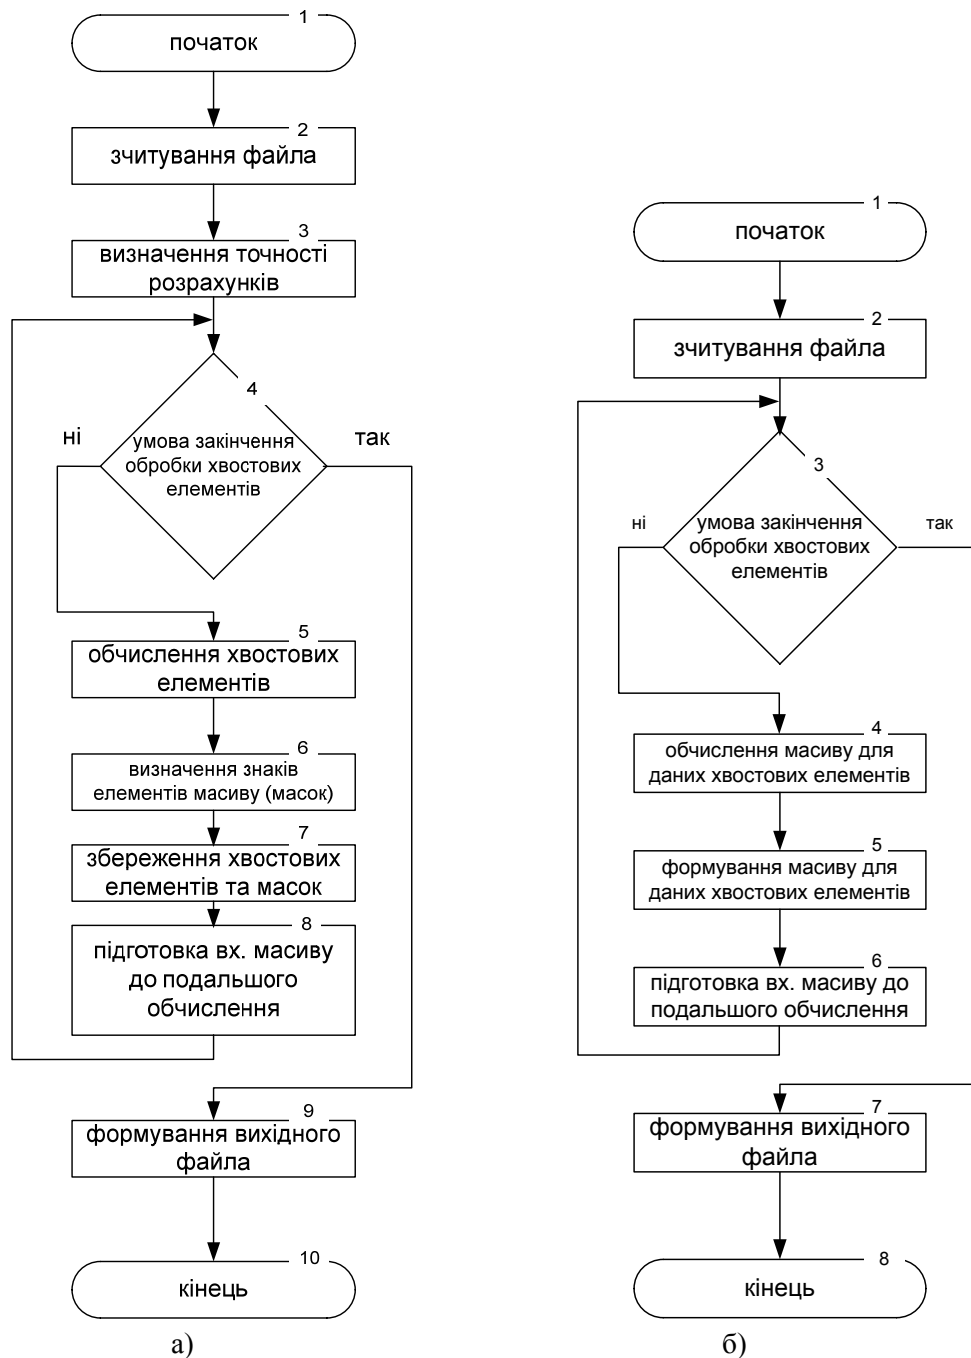 1
початок
2
зчитування файла
3
визначення точності
розрахунків
4
ні
так
умова закінчення
обробки хвостових
елементів
5
обчислення хвостових
елементів
6
визначення знаків
елементів масиву (масок)
7
збереження хвостових
елементів та масок
8
підготовка вх. масиву
до подальшого
обчислення
9
формування вихідного
файла
10
кінець
а)
1
початок
2
зчитування файла
3
ні
так
умова закінчення
обробки хвостових
елементів
4
обчислення масиву для
даних хвостових елементів
5
формування масиву для
даних хвостових елементів
6
підготовка вх. масиву до
подальшого обчислення
7
формування вихідного
файла
8
кінець
б)